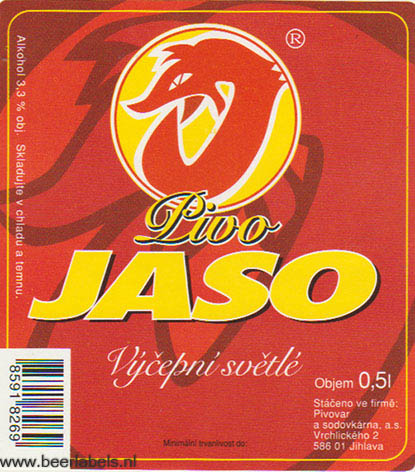 ®
Alkohol 3,3 % obj. Skladujte v chladu a temnu.
Pivo
JASO
Výčepní světlé
Objem 0,5l
Stáčeno ve firmě:
Pivovar
a sodovkárna, a.s.
Vrchlického 2
586 01 Jihlava
8591 8269
Minimální trvanlivost do:
www.beerlabels.nl